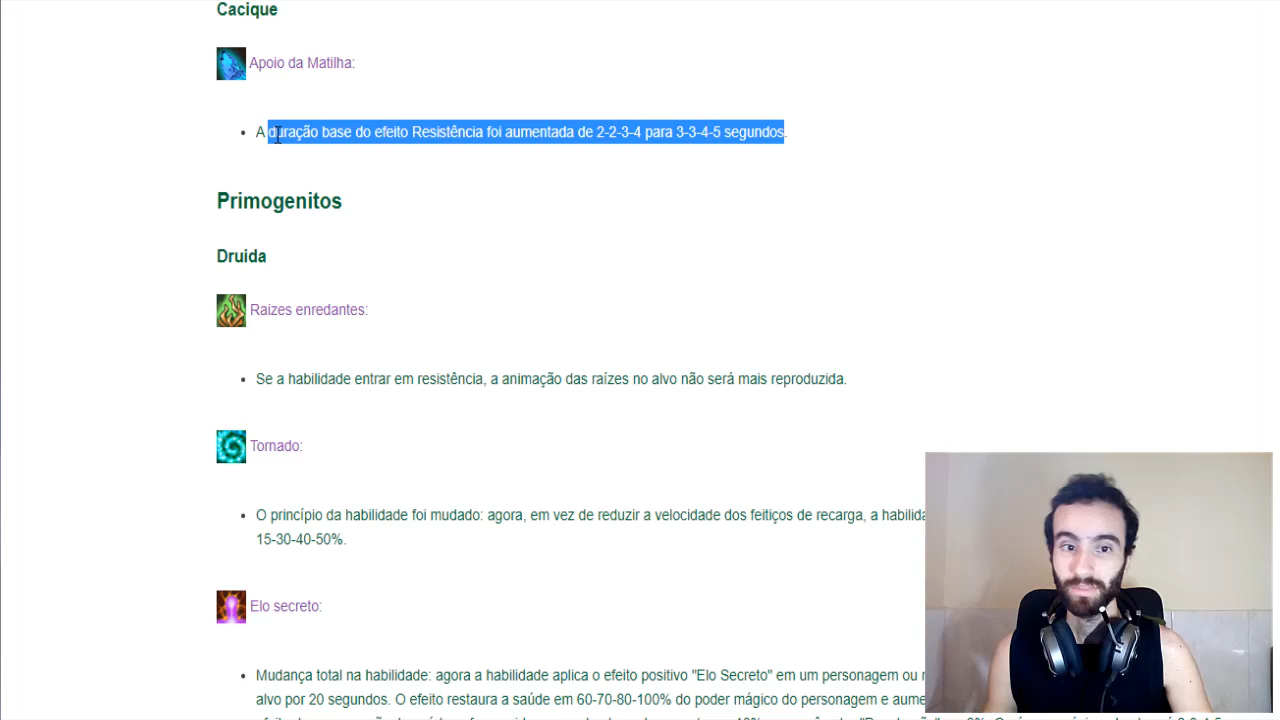 Cacique
Apoio da Matilha:
A duração base do efeito Resistência foi aumentada de 2-2-3-4 para 3-3-4-5 segundos.
Primogenitos
Druida
Raizes enredantes:
Se a habilidade entrar em resistência, a animação das raízes no alvo não será mais reproduzida.
Tornado:
O princípio da habilidade foi mudado: agora, em vez de reduzir a velocidade dos feitiços de recarga, a
15-30-40-50%.
Elo secreto:
Mudança total na habilidade: agora a habilidade aplica o efeito positivo "Elo Secreto" em um personagem ou
alvo por 20 segundos. O efeito restaura a saúde em 60-70-80-100% do poder mágico do personagem e